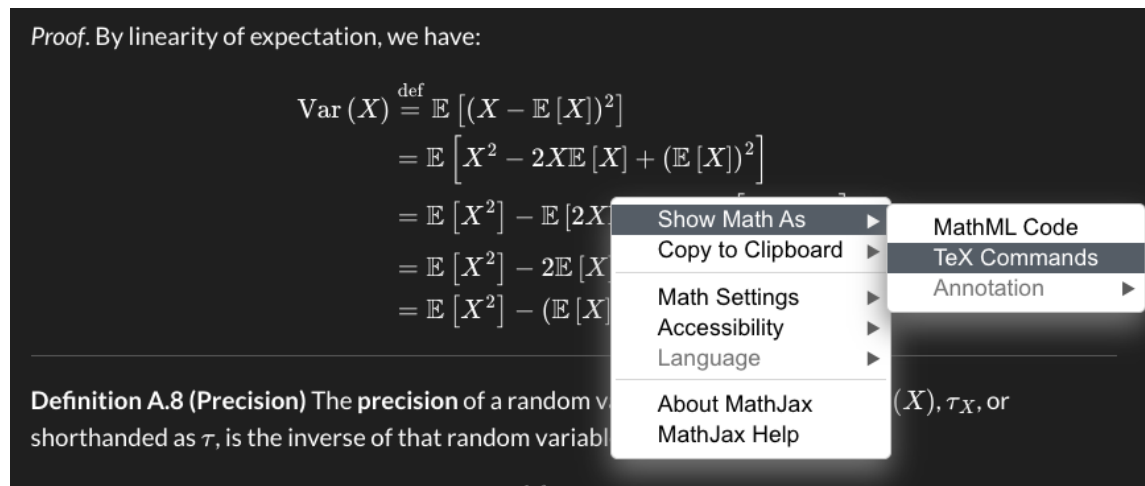 Proof. By linearity of expectation, we have:
Var (X) def= 𝔼 [(X − 𝔼 [X])²]
= 𝔼 [X² − 2X𝔼 [X] + (𝔼 [X])²]
= 𝔼 [X²] − 𝔼 [2X
= 𝔼 [X²] − 2𝔼 [X]
= 𝔼 [X²] − (𝔼 [X]
Show Math As
Copy to Clipboard
Math Settings
Accessibility
Language
About MathJax
MathJax Help
MathML Code
TeX Commands
Annotation
Definition A.8 (Precision) The precision of a random (X), τ_X, or
shorthanded as τ, is the inverse of that random